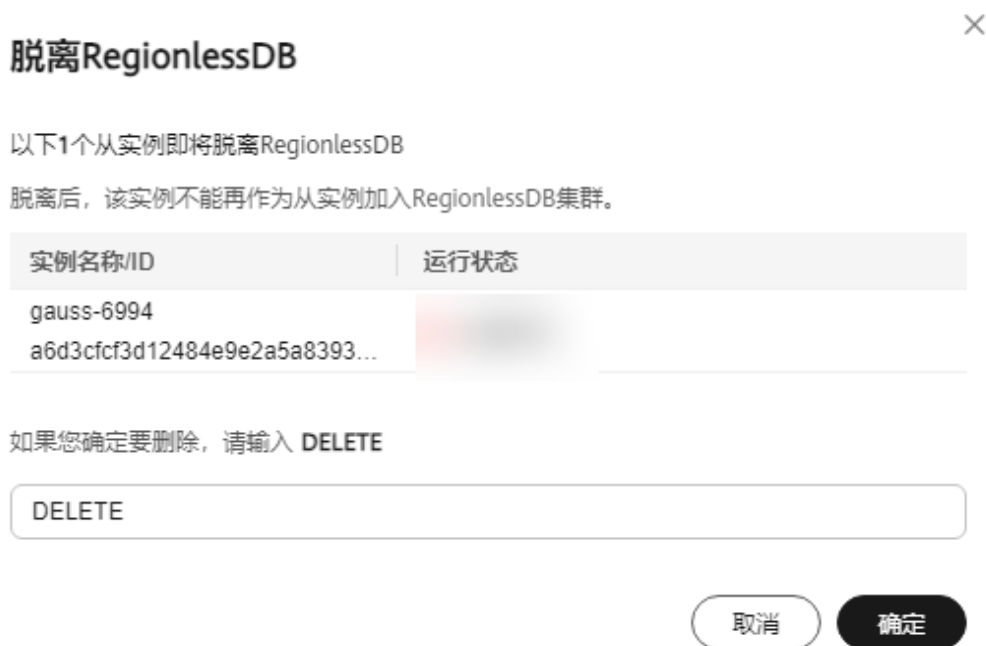 脱离RegionlessDB
以下1个从实例即将脱离RegionlessDB
脱离后，该实例不能再作为从实例加入RegionlessDB集群。
实例名称/ID 运行状态
gauss-6994
a6d3cfcf3d12484e9e2a5a8393...
如果您确定要删除，请输入 DELETE
DELETE
取消 确定